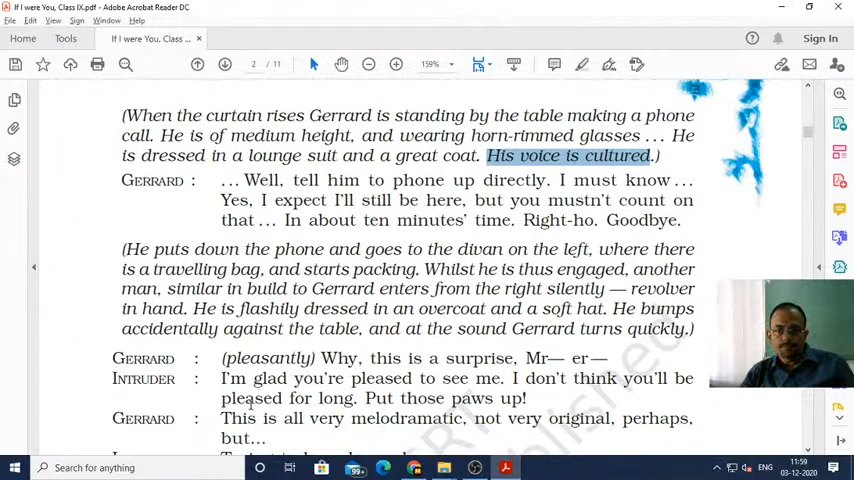 If I were You, Class IX.pdf - Adobe Acrobat Reader DC
File Edit View Sign Window Help
Home Tools If I were You, Class ... × Sign In
2 / 11 159%
(When the curtain rises Gerrard is standing by the table making a phone
call. He is of medium height, and wearing horn-rimmed glasses ... He
is dressed in a lounge suit and a great coat. His voice is cultured.)
GERRARD : ... Well, tell him to phone up directly. I must know ...
Yes, I expect I'll still be here, but you mustn't count on
that ... In about ten minutes' time. Right-ho. Goodbye.
(He puts down the phone and goes to the divan on the left, where there
is a travelling bag, and starts packing. Whilst he is thus engaged, another
man, similar in build to Gerrard enters from the right silently — revolver
in hand. He is flashily dressed in an overcoat and a soft hat. He bumps
accidentally against the table, and at the sound Gerrard turns quickly.)
GERRARD : (pleasantly) Why, this is a surprise, Mr— er—
INTRUDER : I'm glad you're pleased to see me. I don't think you'll be
pleased for long. Put those paws up!
GERRARD : This is all very melodramatic, not very original, perhaps,
but...
Search for anything
99+
ENG
11:59
03-12-2020